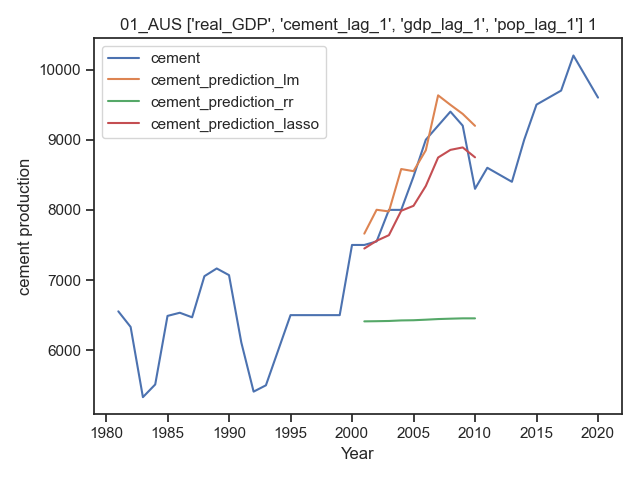 01_AUS ['real_GDP', 'cement_lag_1', 'gdp_lag_1', 'pop_lag_1'] 1
cement
cement_prediction_lm
cement_prediction_rr
cement_prediction_lasso
cement production
10000
9000
8000
7000
6000
1980 1985 1990 1995 2000 2005 2010 2015 2020
Year